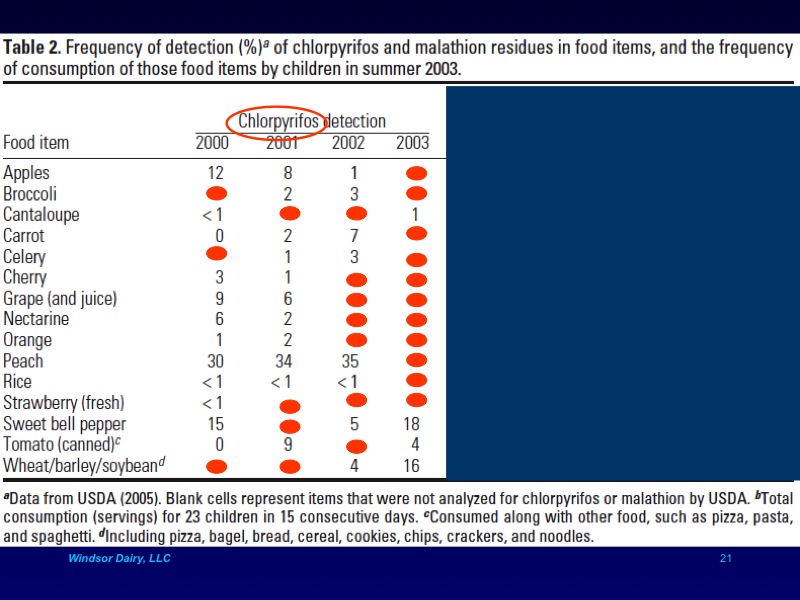 Table 2. Frequency of detection (%)a of chlorpyrifos and malathion residues in food items, and the frequency
of consumption of those food items by children in summer 2003.
Chlorpyrifos detection
Food item 2000 2001 2002 2003
Apples 12 8 1
Broccoli 2 3
Cantaloupe < 1 1
Carrot 0 2 7
Celery 1 3
Cherry 3 1
Grape (and juice) 9 6
Nectarine 6 2
Orange 1 2
Peach 30 34 35
Rice < 1 < 1 < 1
Strawberry (fresh) < 1
Sweet bell pepper 15 5 18
Tomato (canned)c 0 9 4
Wheat/barley/soybeand 4 16
aData from USDA (2005). Blank cells represent items that were not analyzed for chlorpyrifos or malathion by USDA. bTotal
consumption (servings) for 23 children in 15 consecutive days. cConsumed along with other food, such as pizza, pasta,
and spaghetti. dIncluding pizza, bagel, bread, cereal, cookies, chips, crackers, and noodles.
Windsor Dairy, LLC 21